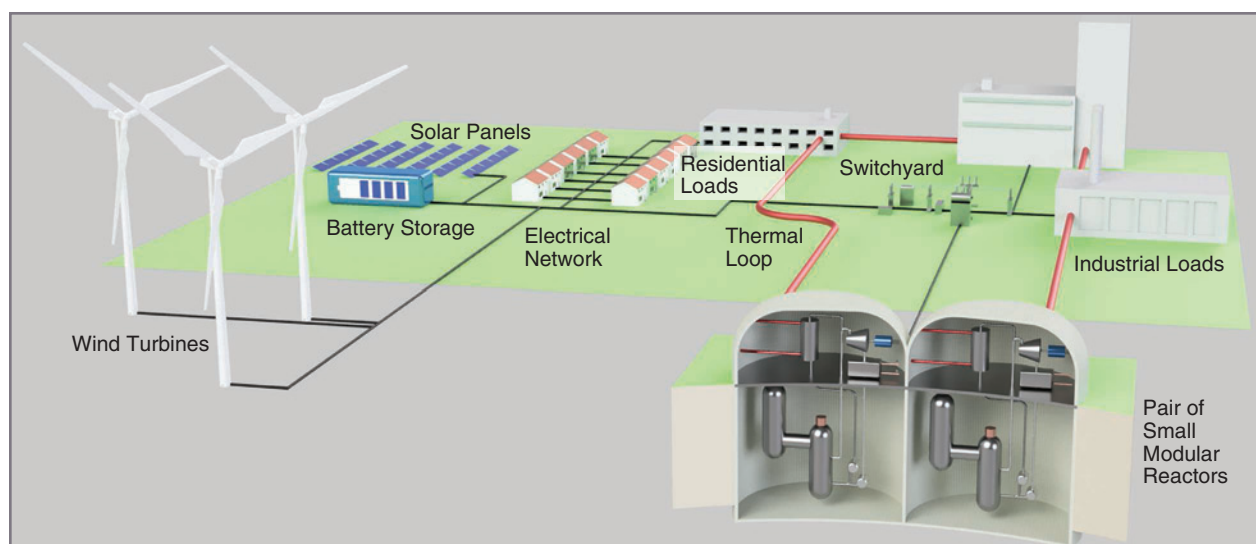 Solar Panels
Residential
Loads
Switchyard
Battery Storage
Electrical
Network
Thermal
Loop
Industrial Loads
Wind Turbines
Pair of
Small
Modular
Reactors